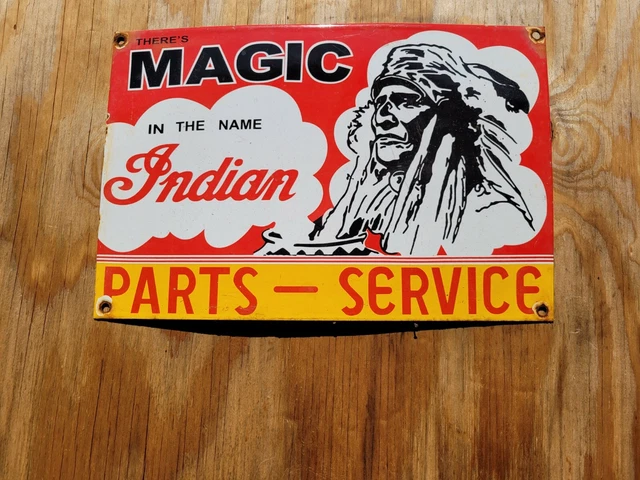 THERE'S
MAGIC
IN THE NAME
Indian
PARTS — SERVICE